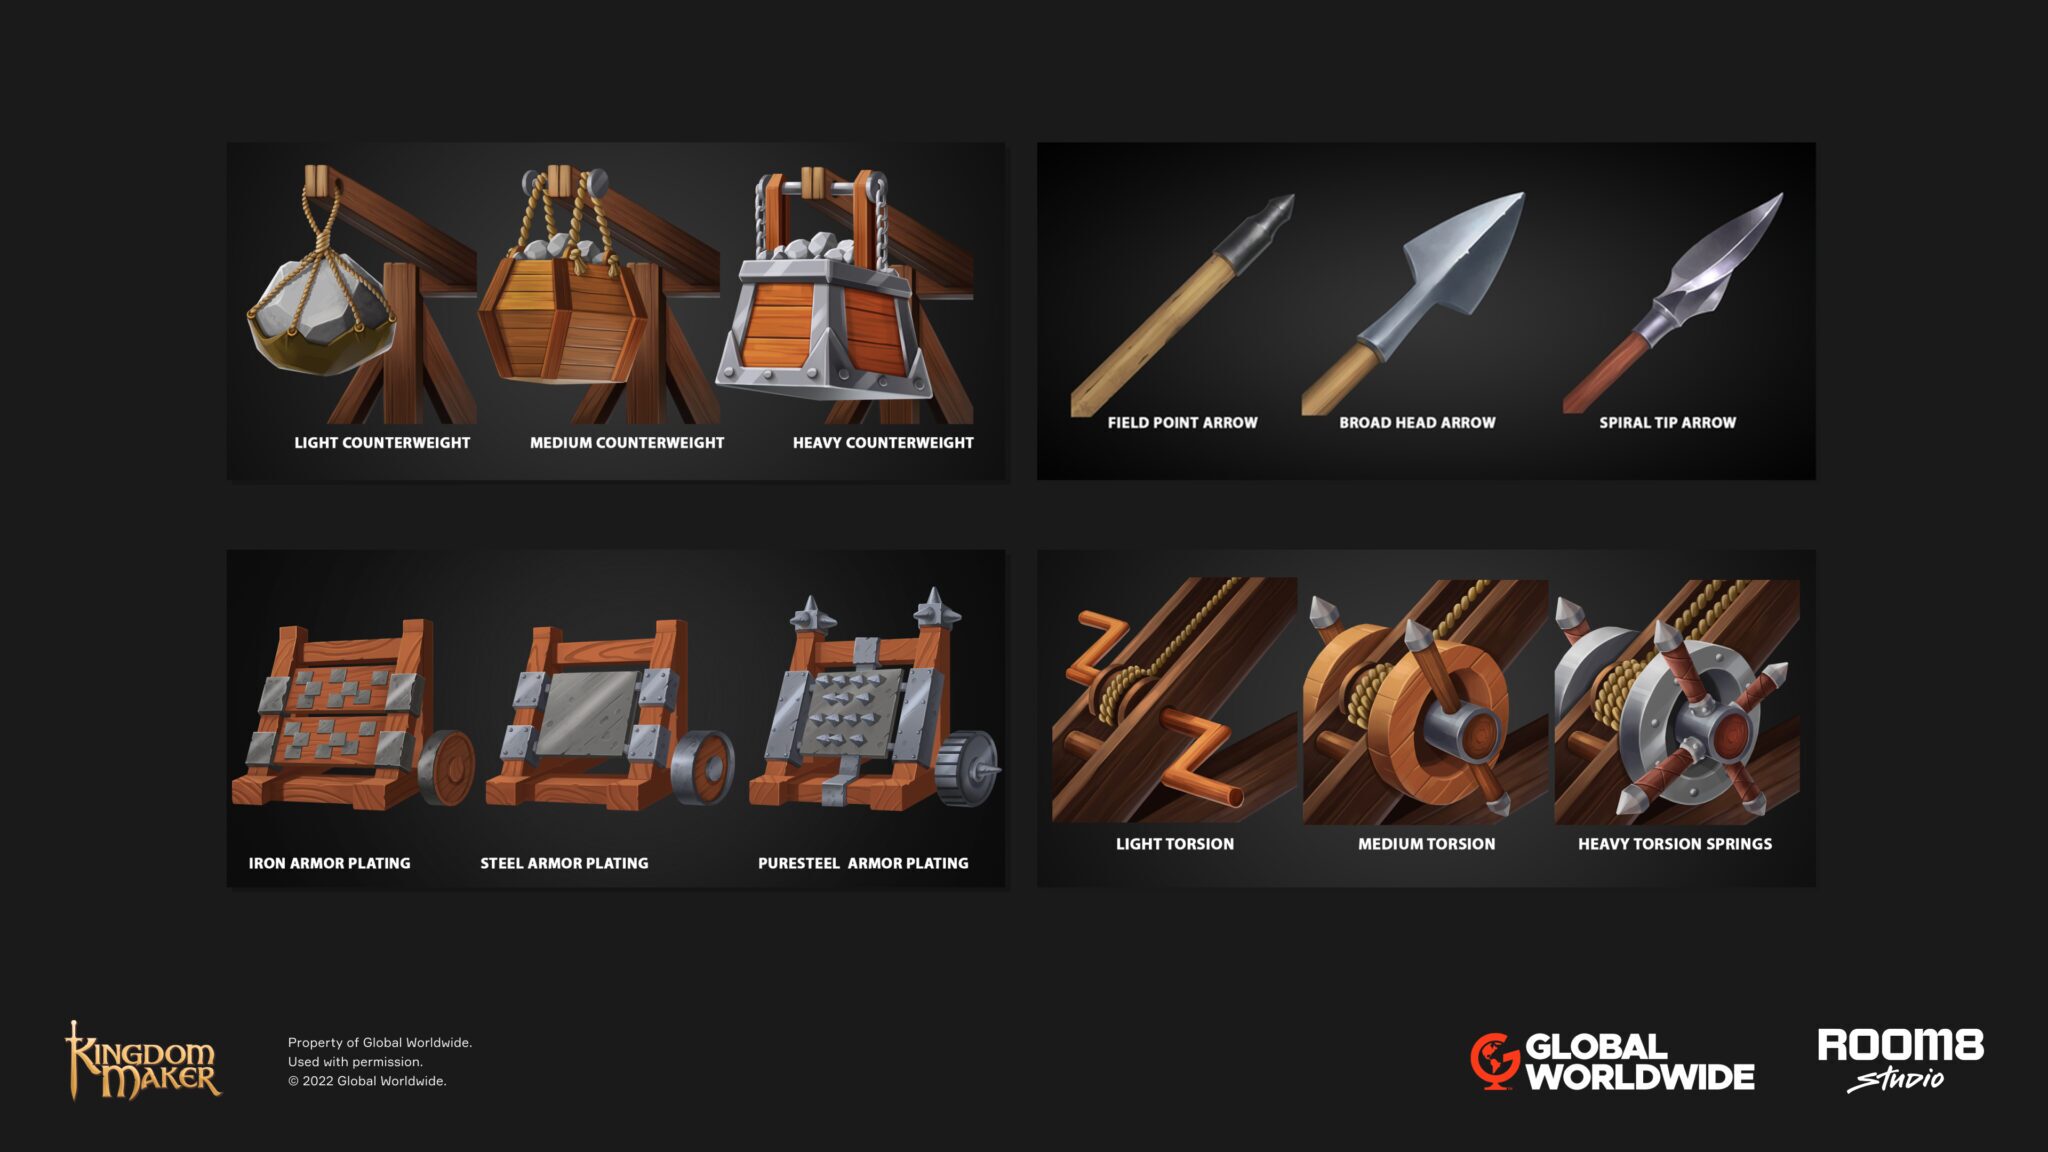 LIGHT COUNTERWEIGHT
MEDIUM COUNTERWEIGHT
HEAVY COUNTERWEIGHT
FIELD POINT ARROW
BROAD HEAD ARROW
SPIRAL TIP ARROW
IRON ARMOR PLATING
STEEL ARMOR PLATING
PURESTEEL ARMOR PLATING
LIGHT TORSION
MEDIUM TORSION
HEAVY TORSION SPRINGS
KINGDOM
MAKER
Property of Global Worldwide.
Used with permission.
© 2022 Global Worldwide.
GLOBAL
WORLDWIDE
ROOM8
STUDIO